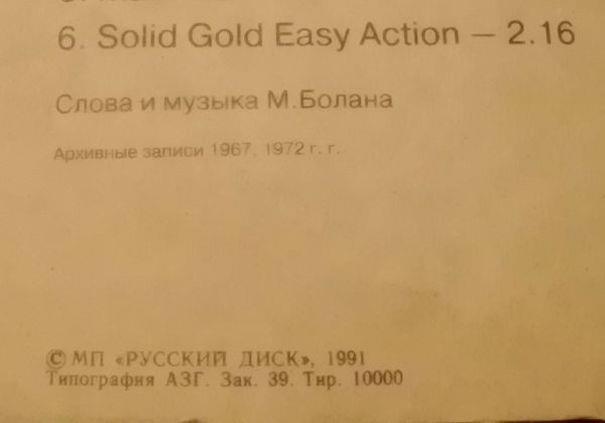 6. Solid Gold Easy Action — 2.16
Слова и музыка М.Болана
Архивные записи 1967, 1972 г. г.
© МП «РУССКИЙ ДИСК», 1991
Типография АЗГ. Зак. 39. Тир. 10000